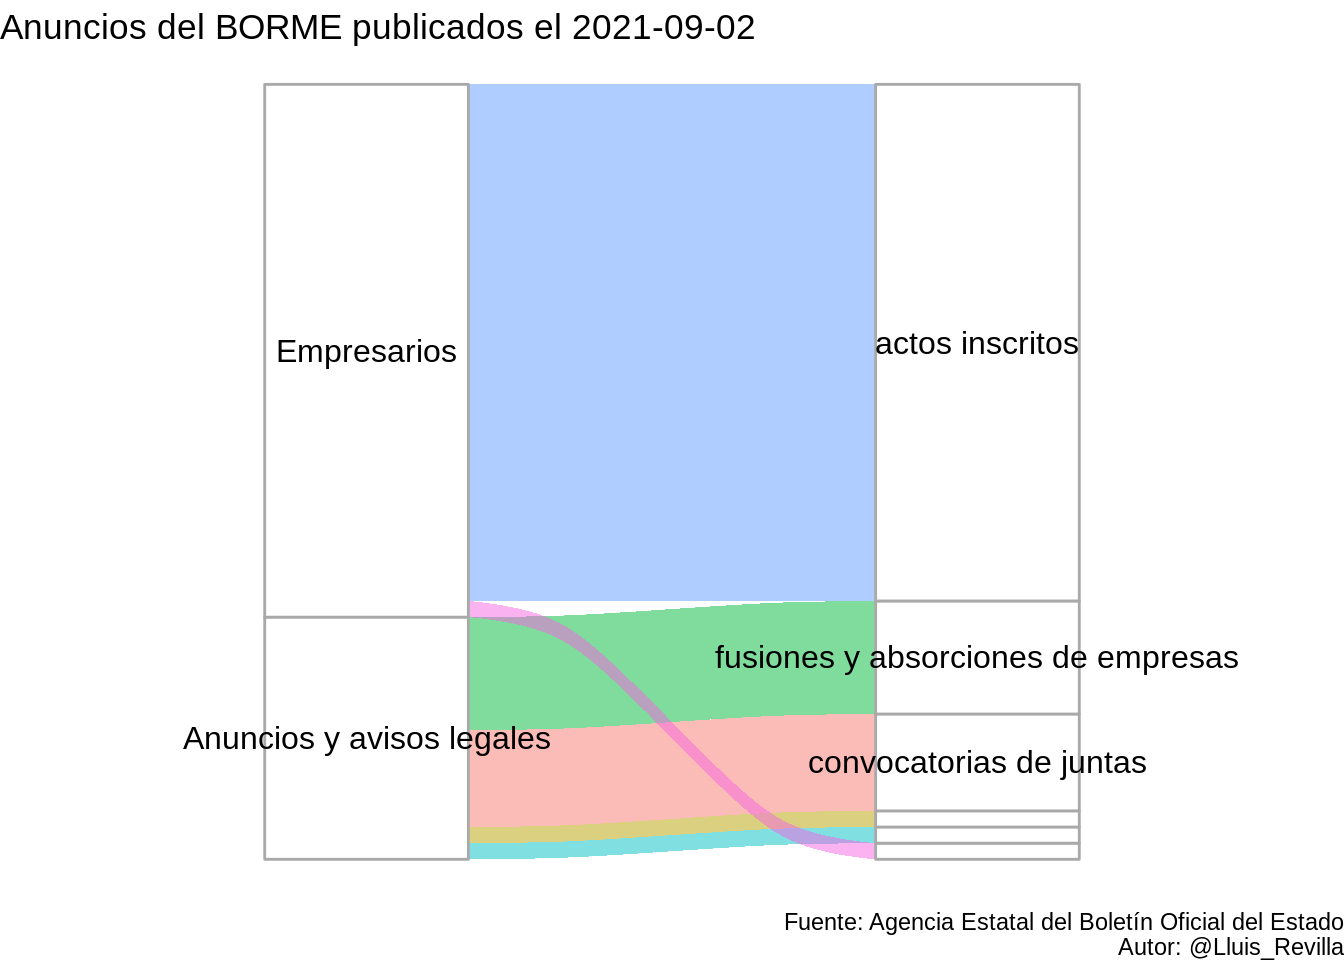 Anuncios del BORME publicados el 2021-09-02
Empresarios
actos inscritos
fusiones y absorciones de empresas
Anuncios y avisos legales
convocatorias de juntas
Fuente: Agencia Estatal del Boletín Oficial del Estado
Autor: @Lluis_Revilla